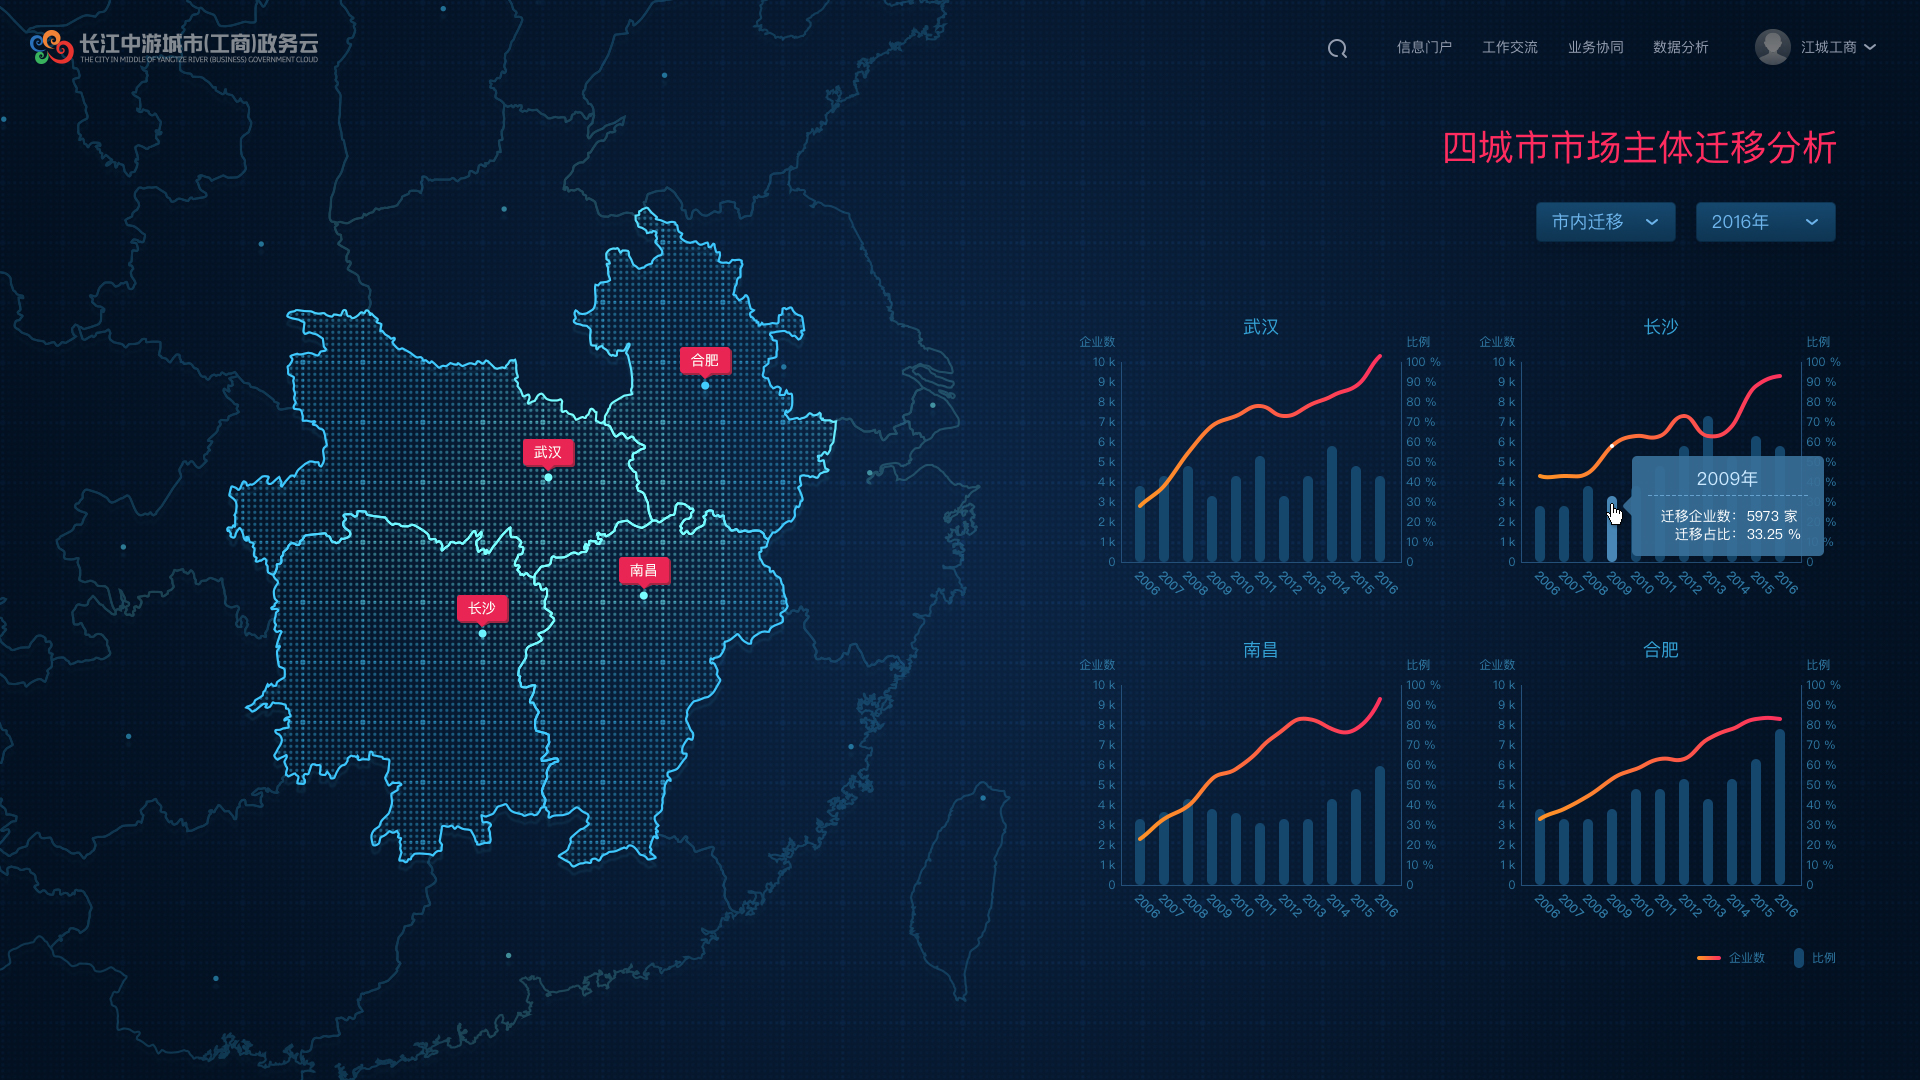 长江中游城市(工商)政务云
THE CITY IN MIDDLE OF YANGTZE RIVER (BUSINESS) GOVERNMENT CLOUD
信息门户 工作交流 业务协同 数据分析 江城工商
四城市市场主体迁移分析
市内迁移 2016年
合肥
武汉
南昌
长沙
武汉
企业数 比例
10 k 100 %
9 k 90 %
8 k 80 %
7 k 70 %
6 k 60 %
5 k 50 %
4 k 40 %
3 k 30 %
2 k 20 %
1 k 10 %
0 0
2006 2007 2008 2009 2010 2011 2012 2013 2014 2015 2016
长沙
企业数 比例
10 k 100 %
9 k 90 %
8 k 80 %
7 k 70 %
6 k 60 %
5 k %
4 k %
3 k %
2 k %
1 k %
0 0
2006 2007 2008 2009 2010 2011 2012 2013 2014 2015 2016
2009年
迁移企业数: 5973 家
迁移占比: 33.25 %
南昌
企业数 比例
10 k 100 %
9 k 90 %
8 k 80 %
7 k 70 %
6 k 60 %
5 k 50 %
4 k 40 %
3 k 30 %
2 k 20 %
1 k 10 %
0 0
2006 2007 2008 2009 2010 2011 2012 2013 2014 2015 2016
合肥
企业数 比例
10 k 100 %
9 k 90 %
8 k 80 %
7 k 70 %
6 k 60 %
5 k 50 %
4 k 40 %
3 k 30 %
2 k 20 %
1 k 10 %
0 0
2006 2007 2008 2009 2010 2011 2012 2013 2014 2015 2016
企业数 比例